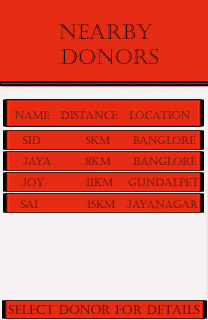 NEARBY
DONORS
NAME DISTANCE LOCATION
SID 5KM BANGLORE
JAYA 8KM BANGLORE
JOY 11KM GUNDALPET
SAI 15KM JAYANAGAR
SELECT DONOR FOR DETAILS